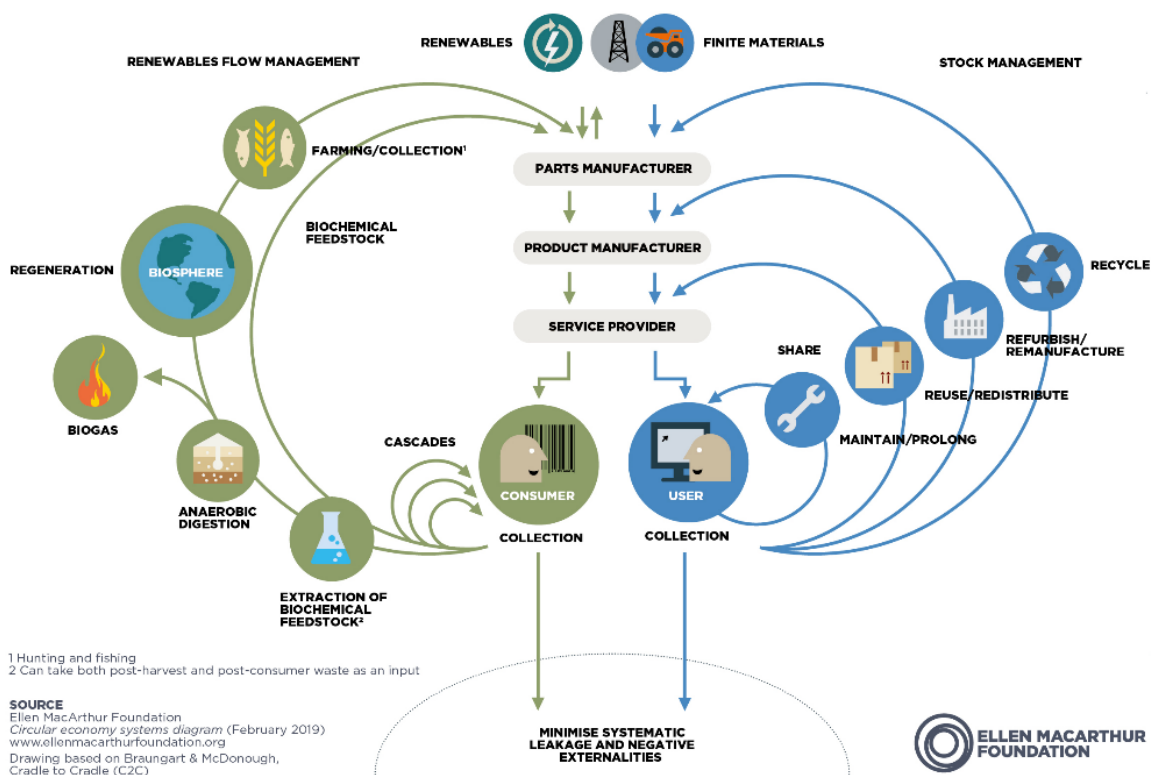 RENEWABLES
FINITE MATERIALS
RENEWABLES FLOW MANAGEMENT
STOCK MANAGEMENT
FARMING/COLLECTION¹
PARTS MANUFACTURER
BIOCHEMICAL
FEEDSTOCK
PRODUCT MANUFACTURER
REGENERATION
BIOSPHERE
RECYCLE
SERVICE PROVIDER
SHARE
REFURBISH/
REMANUFACTURE
REUSE/REDISTRIBUTE
BIOGAS
CASCADES
MAINTAIN/PROLONG
CONSUMER
USER
ANAEROBIC
DIGESTION
COLLECTION
COLLECTION
EXTRACTION OF
BIOCHEMICAL
FEEDSTOCK²
1 Hunting and fishing
2 Can take both post-harvest and post-consumer waste as an input
SOURCE
Ellen MacArthur Foundation
Circular economy systems diagram (February 2019)
www.ellenmacarthurfoundation.org
Drawing based on Braungart & McDonough,
Cradle to Cradle (C2C)
MINIMISE SYSTEMATIC
LEAKAGE AND NEGATIVE
EXTERNALITIES
ELLEN MACARTHUR
FOUNDATION